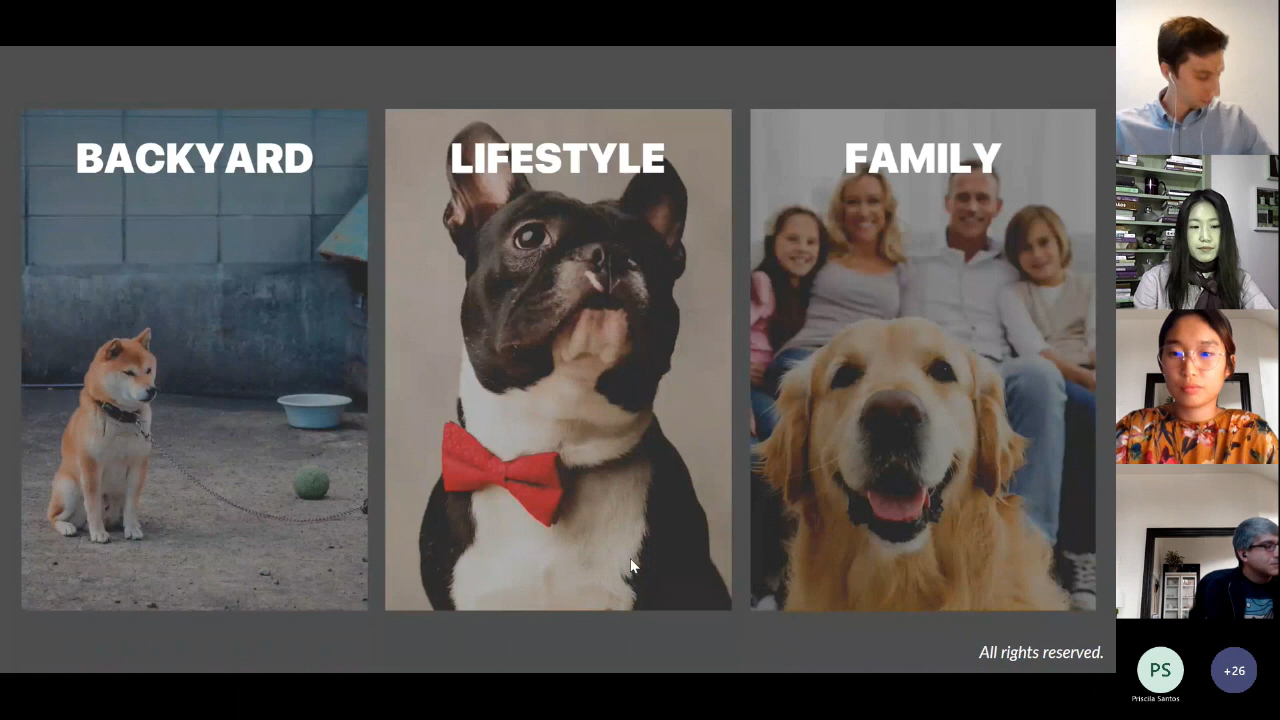 BACKYARD
LIFESTYLE
FAMILY
All rights reserved.
PS
+26
Priscila Santos